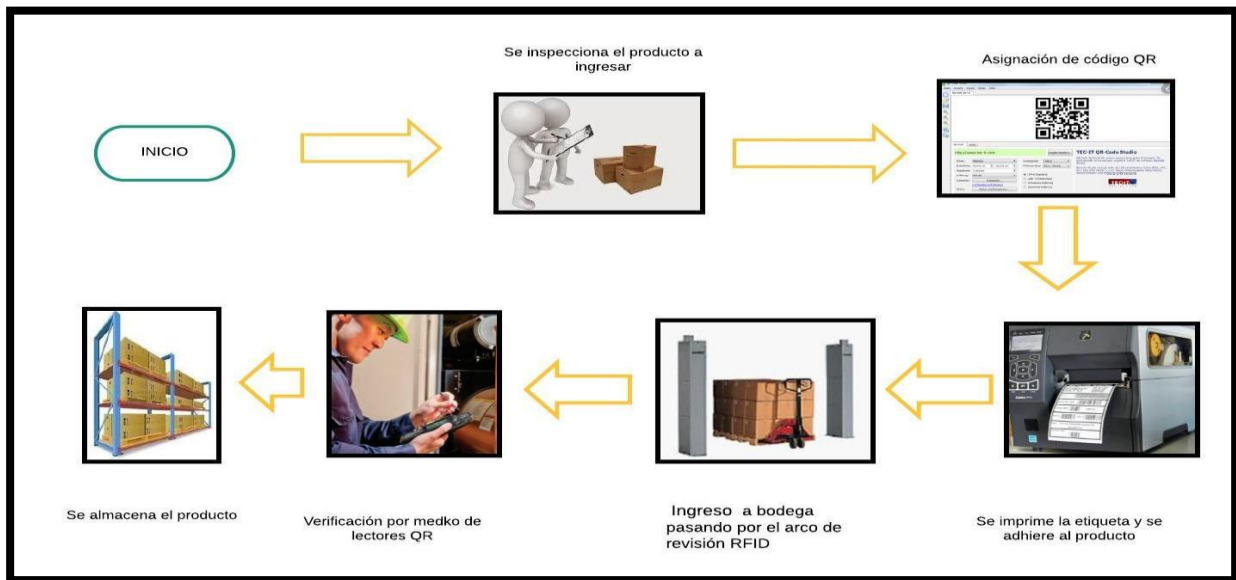 Se inspecciona el producto a
ingresar
Asignación de código QR
INICIO
TEC-IT QR-Code Studio
Se almacena el producto
Verificación por medko de
lectores QR
Ingreso a bodega
pasando por el arco de
revisión RFID
Se imprime la etiqueta y se
adhiere al producto